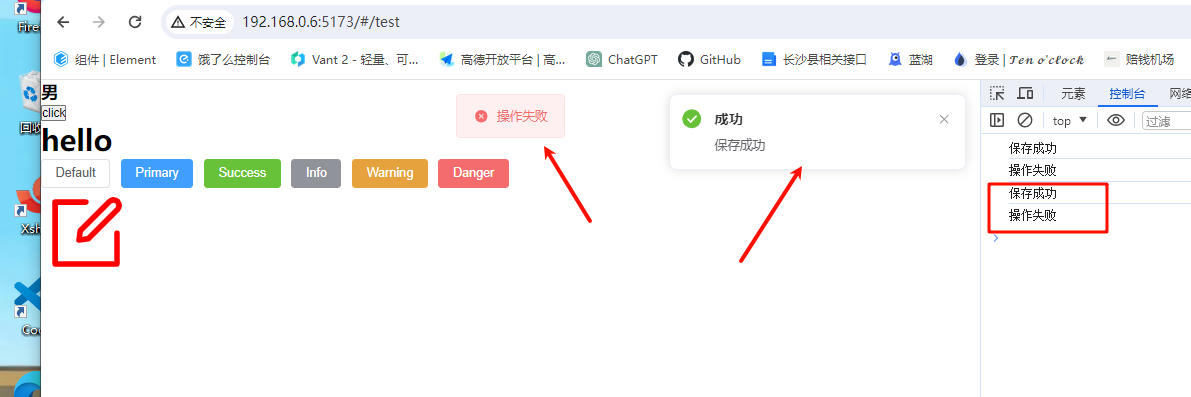 Firef
回收
Xsh
Co
不安全 192.168.0.6:5173/#/test
组件 | Element 饿了么控制台 Vant 2 - 轻量、可... 高德开放平台 | 高... ChatGPT GitHub 长沙县相关接口 蓝湖 登录 | 𝓣𝓮𝓷 𝓸'𝓬𝓵𝓸𝓬𝓴 赔钱机场
男
click
hello
Default Primary Success Info Warning Danger
操作失败
成功
保存成功
元素 控制台 网络
top 过滤
保存成功
操作失败
保存成功
操作失败